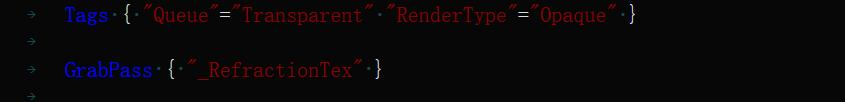 Tags { "Queue"="Transparent" "RenderType"="Opaque" }
GrabPass { "_RefractionTex" }